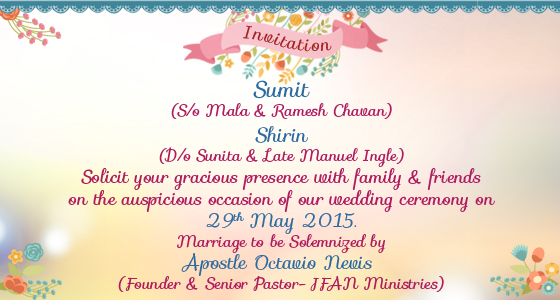 Invitation
Sumit
(S/o Mala & Ramesh Chavan)
Shirin
(D/o Sunita & Late Manuel Ingle)
Solicit your gracious presence with family & friends
on the auspicious occasion of our wedding ceremony on
29th May 2015.
Marriage to be Solemnized by
Apostle Octavio Nevis
(Founder & Senior Pastor- JFAN Ministries)